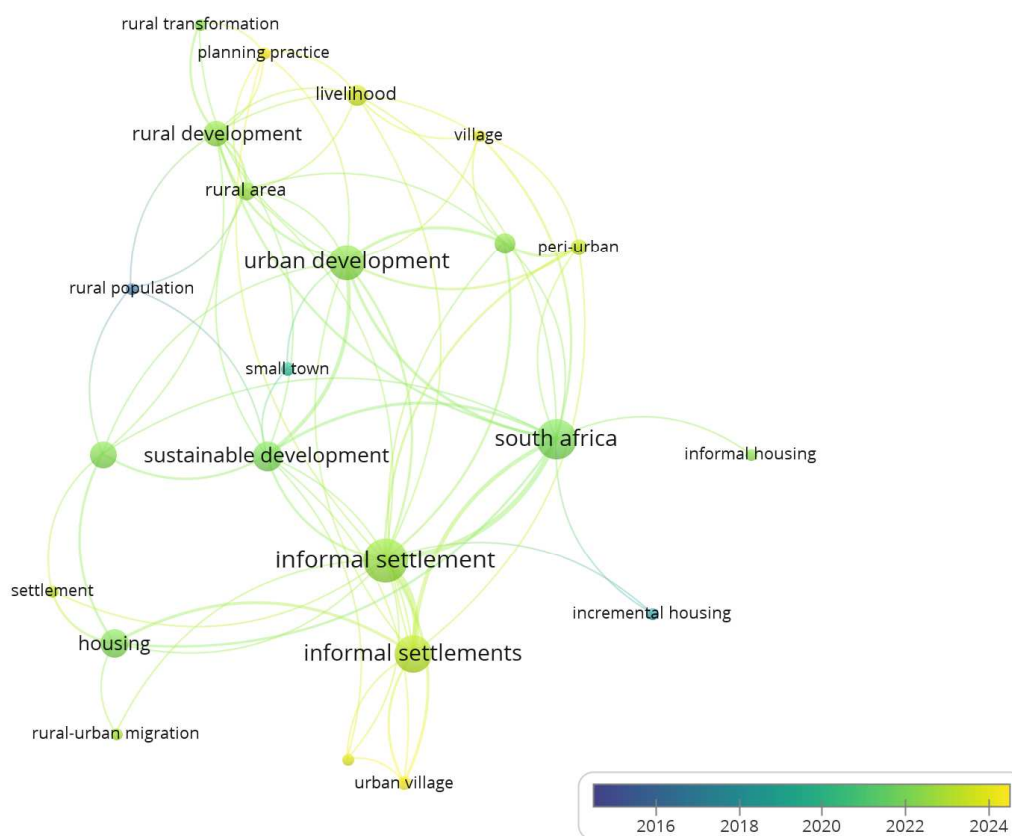 rural transformation
planning practice
livelihood
rural development
village
rural area
peri-urban
urban development
rural population
small town
south africa
sustainable development
informal housing
informal settlement
settlement
incremental housing
housing
informal settlements
rural-urban migration
urban village
2016 2018 2020 2022 2024